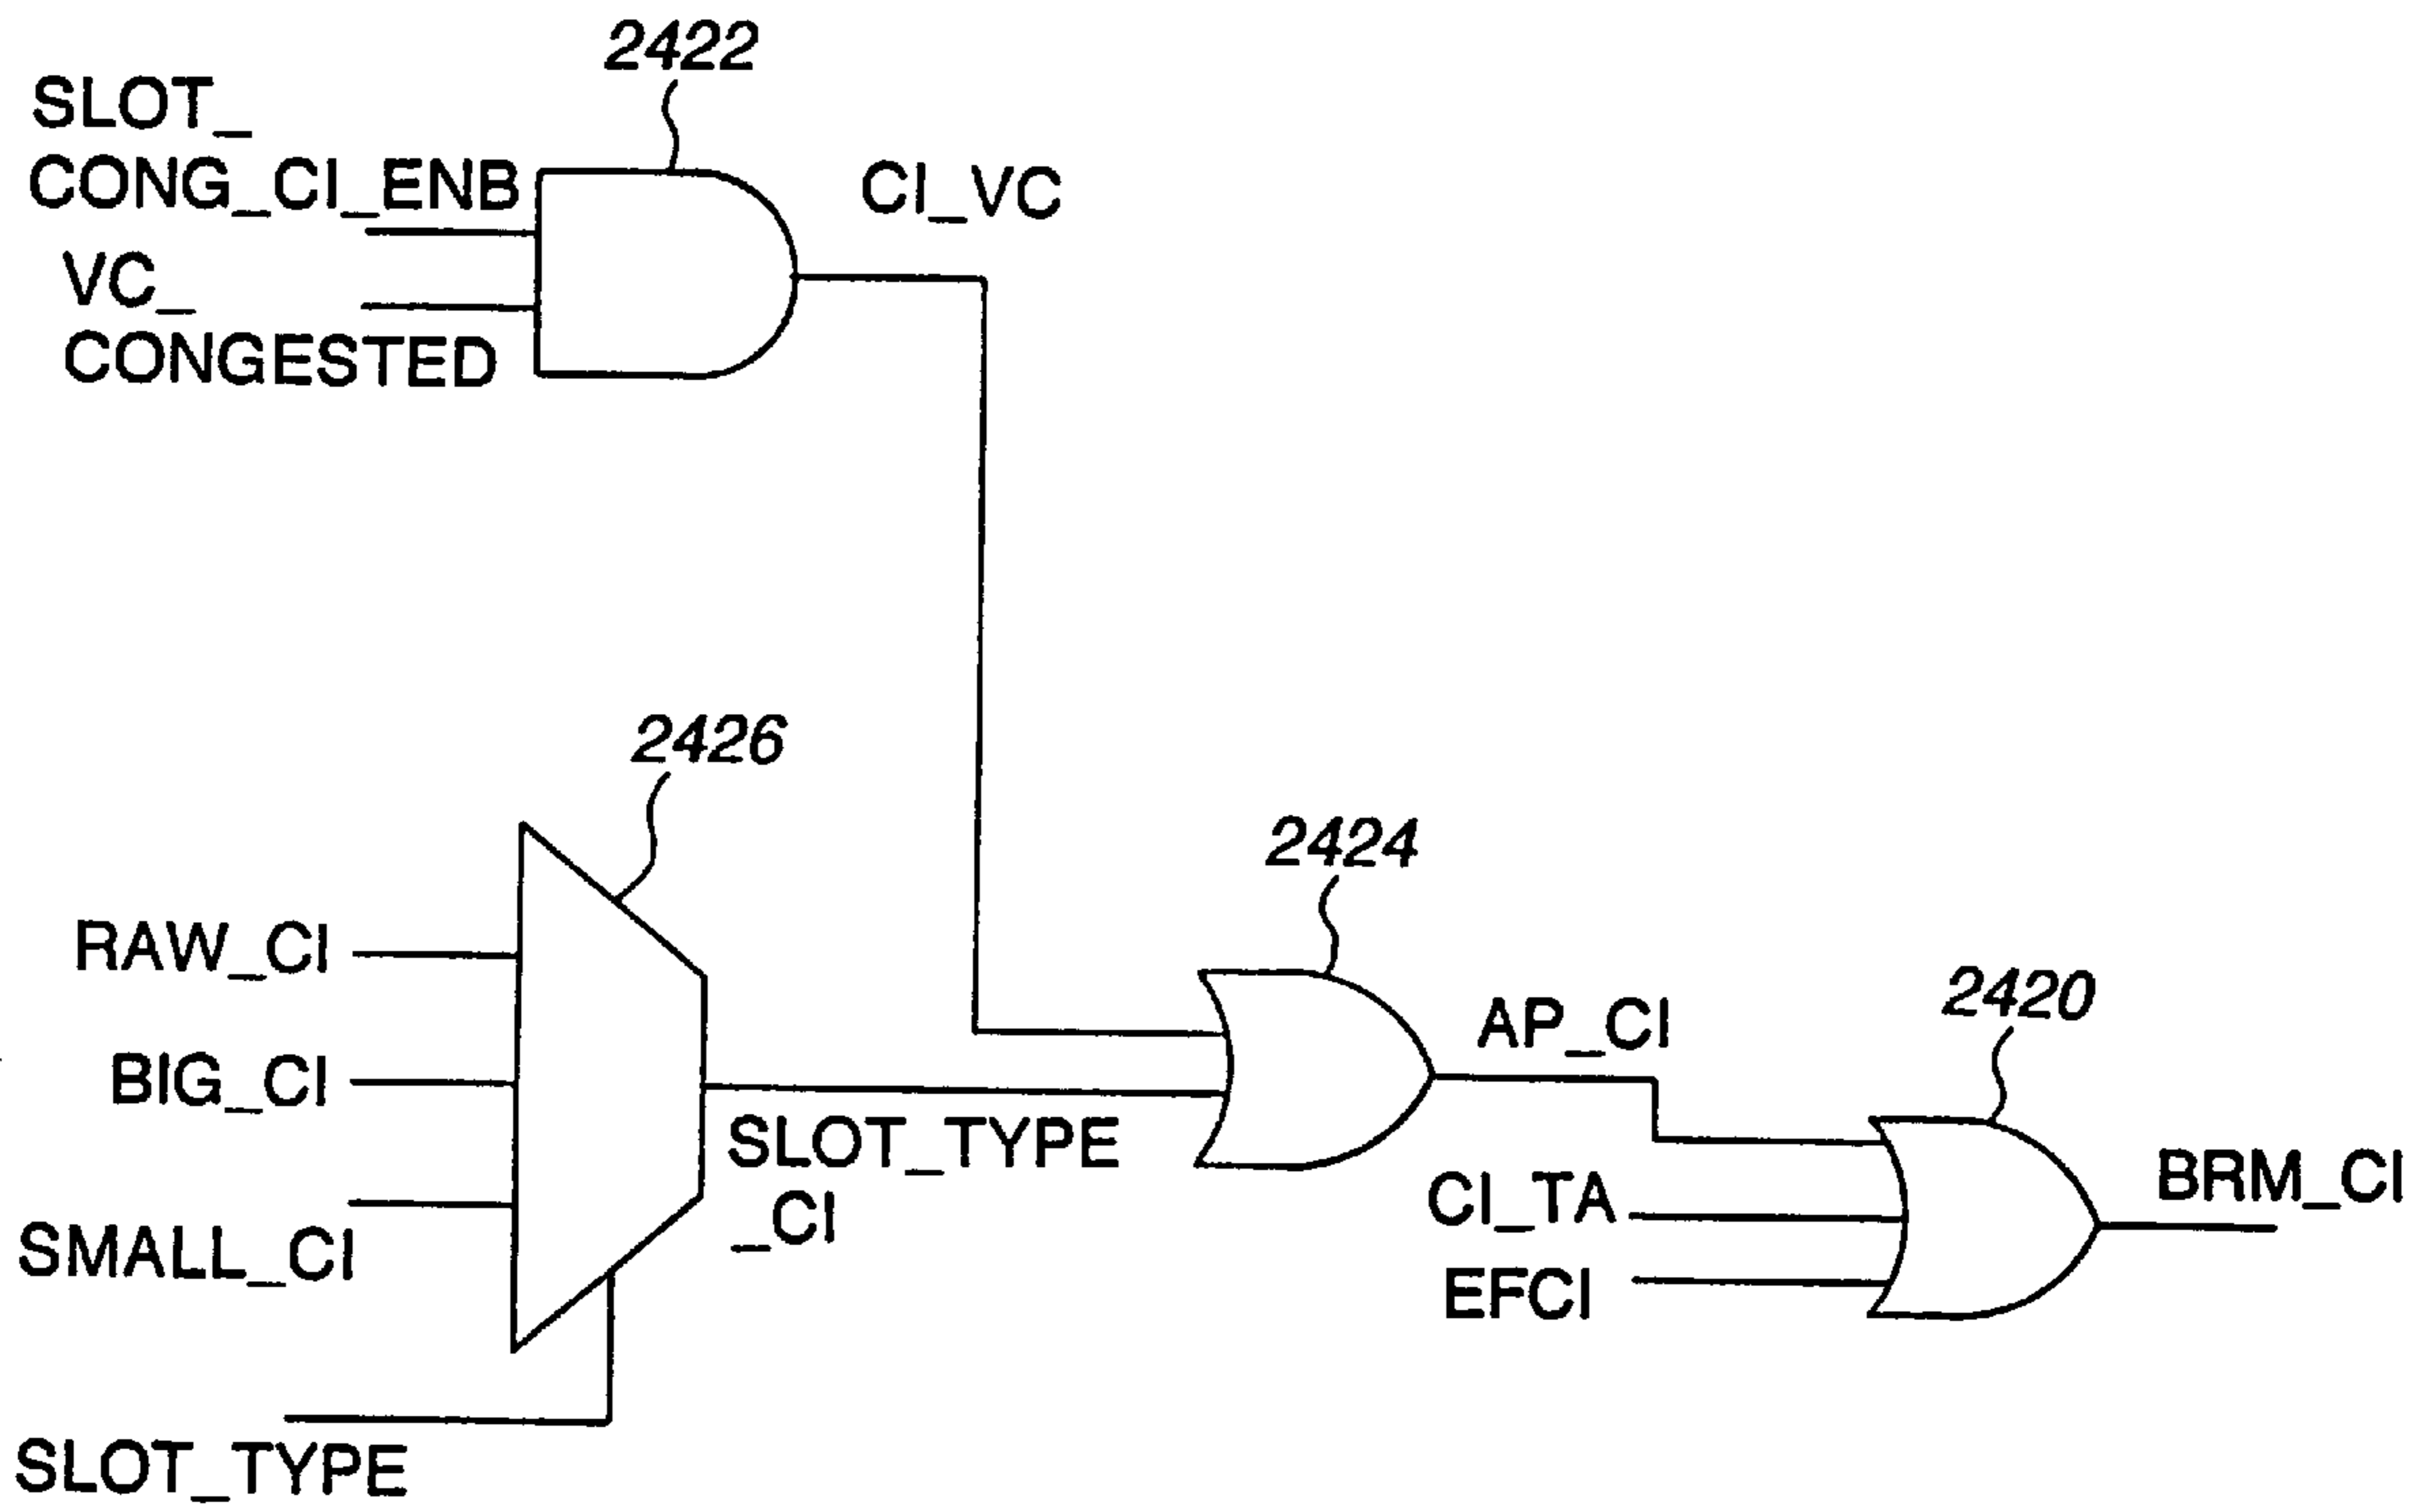 2422
SLOT_
CONG_CI_ENB
CI_VC
VC_
CONGESTED
2426
2424
RAW_CI
2420
AP_CI
BIG_CI
SLOT_TYPE
_CI
BRM_CI
CI_TA
SMALL_CI
EFCI
SLOT_TYPE